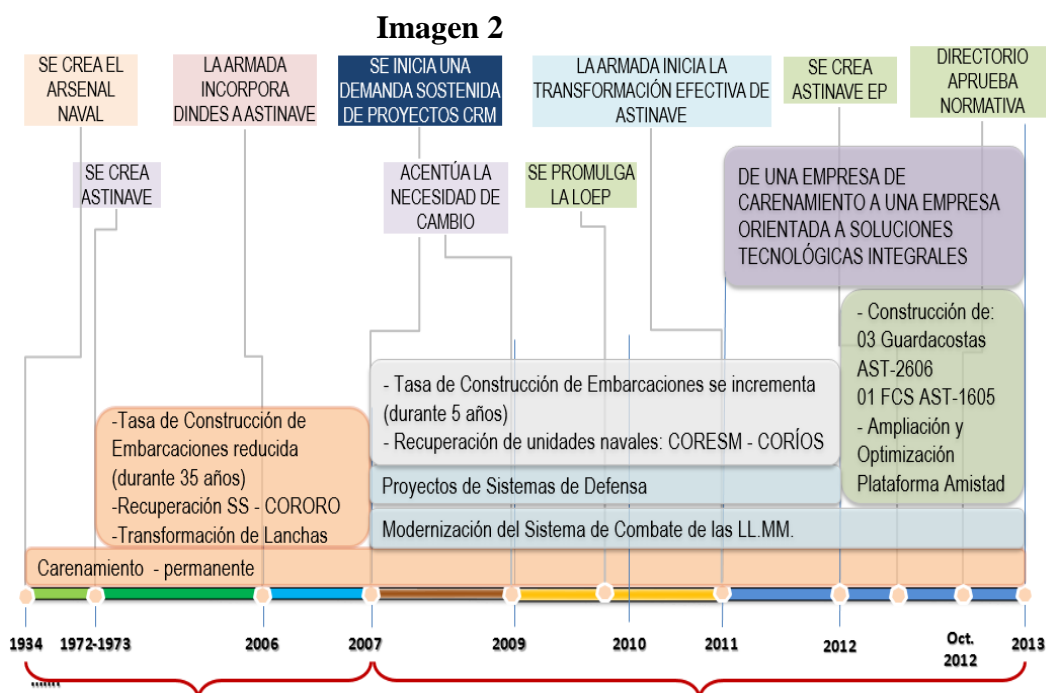 Imagen 2
SE CREA EL
ARSENAL
NAVAL
LA ARMADA
INCORPORA
DINDES A ASTINAVE
SE INICIA UNA
DEMANDA SOSTENIDA
DE PROYECTOS CRM
LA ARMADA INICIA LA
TRANSFORMACIÓN EFECTIVA DE
ASTINAVE
SE CREA
ASTINAVE EP
DIRECTORIO
APRUEBA
NORMATIVA
SE CREA
ASTINAVE
ACENTÚA LA
NECESIDAD DE
CAMBIO
SE PROMULGA
LA LOEP
DE UNA EMPRESA DE
CARENAMIENTO A UNA EMPRESA
ORIENTADA A SOLUCIONES
TECNOLÓGICAS INTEGRALES
-Tasa de Construcción de
Embarcaciones reducida
(durante 35 años)
-Recuperación SS - CORORO
-Transformación de Lanchas
- Tasa de Construcción de Embarcaciones se incrementa
(durante 5 años)
- Recuperación de unidades navales: CORESM - CORÍOS
- Construcción de:
03 Guardacostas
AST-2606
01 FCS AST-1605
- Ampliación y
Optimización
Plataforma Amistad
Proyectos de Sistemas de Defensa
Modernización del Sistema de Combate de las LL.MM.
Carenamiento - permanente
1934 1972-1973 2006 2007 2009 2010 2011 2012 Oct. 2012 2013
.......